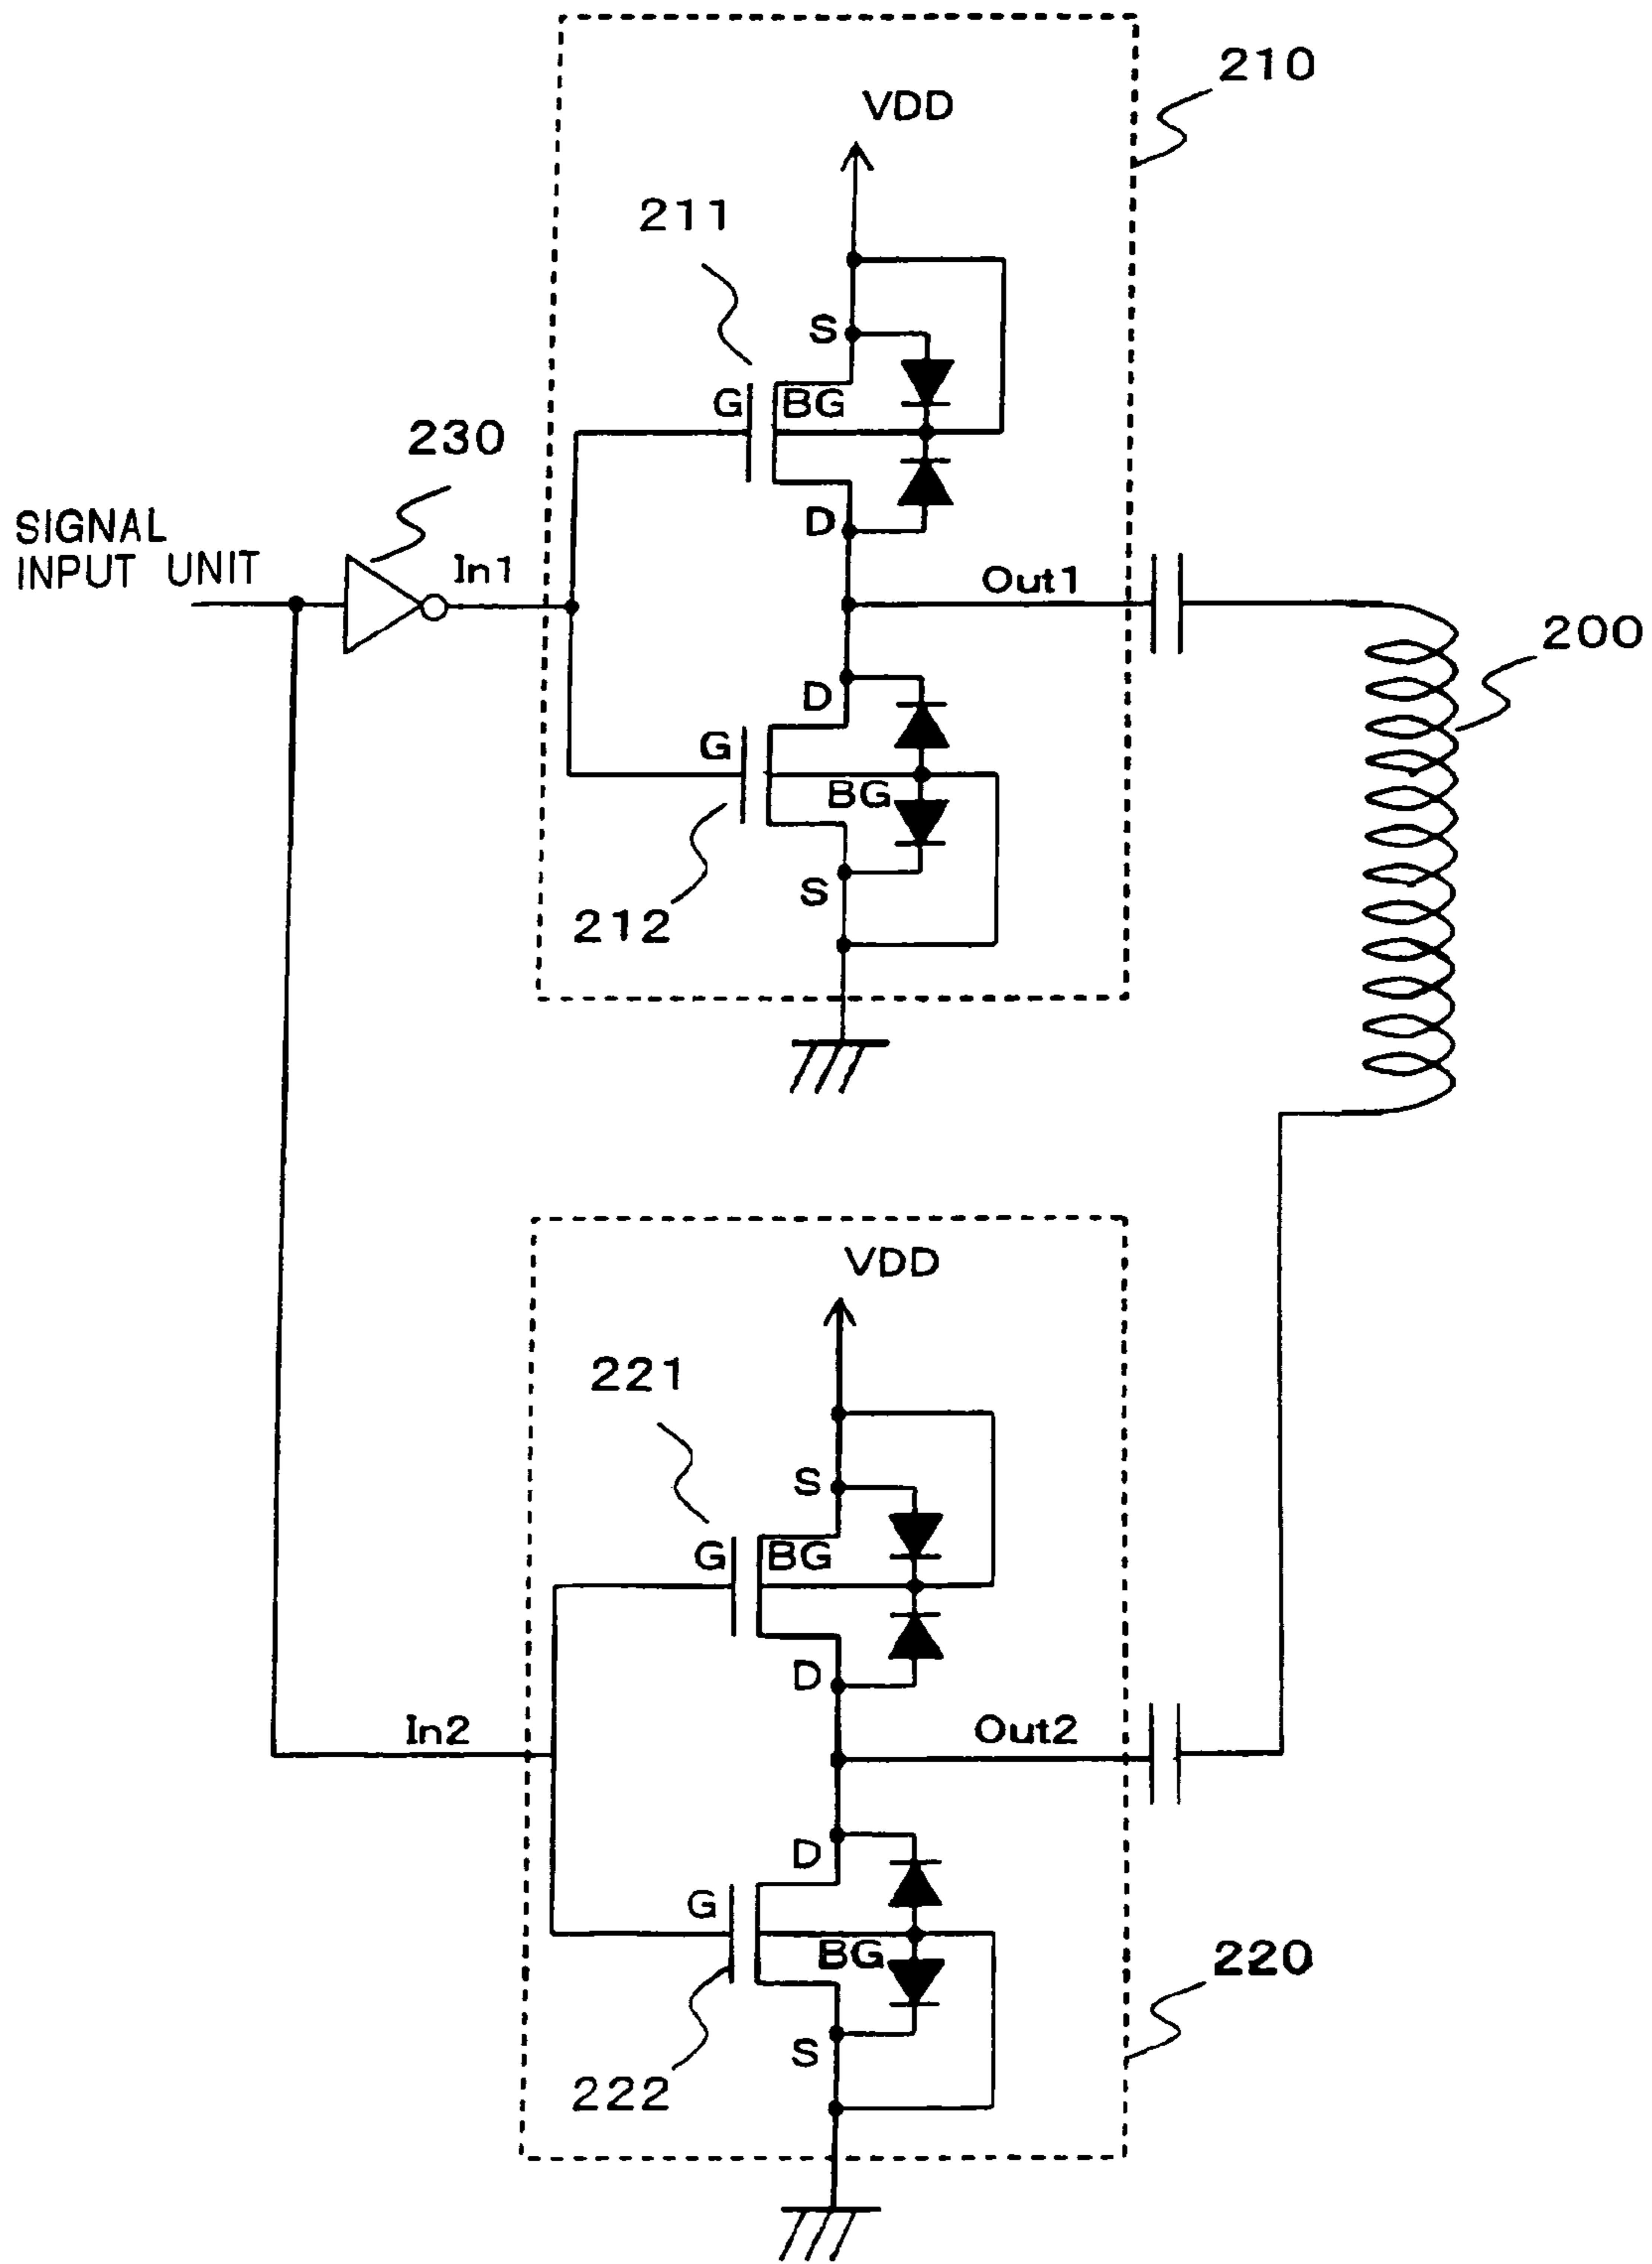 210
VDD
211
S
G
BG
230
SIGNAL
INPUT UNIT
In1
D
Out1
200
D
G
BG
S
212
VDD
221
S
G
BG
D
In2
Out2
D
G
BG
220
S
222